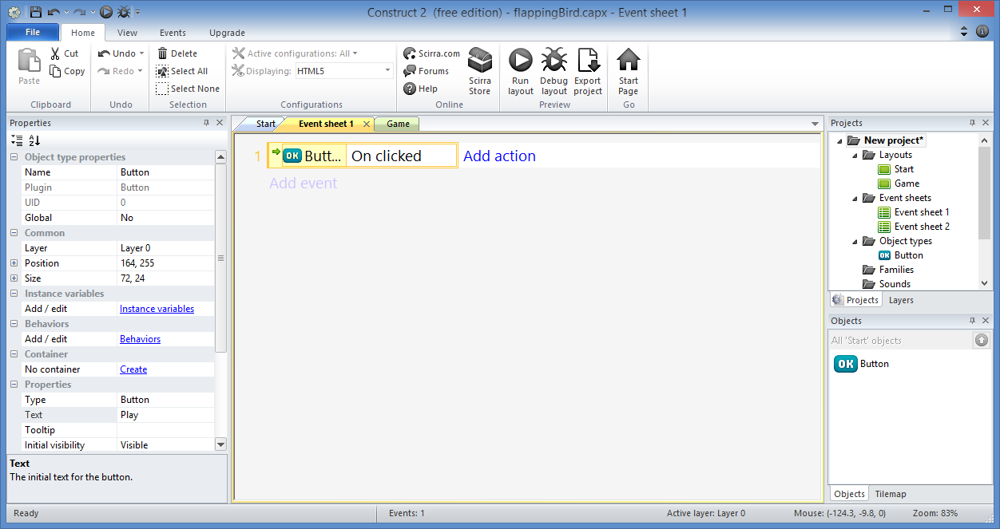 Construct 2  (free edition) - flappingBird.capx - Event sheet 1
File Home View Events Upgrade
Paste
Cut
Copy
Clipboard
Undo
Redo
Undo
Delete
Select All
Select None
Selection
Active configurations: All
Displaying: HTML5
Configurations
Scirra.com
Forums
Help
Scirra Store
Online
Run layout
Debug layout
Export project
Preview
Start Page
Go
Properties
Object type properties
Name Button
Plugin Button
UID 0
Global No
Common
Layer Layer 0
Position 164, 255
Size 72, 24
Instance variables
Add / edit Instance variables
Behaviors
Add / edit Behaviors
Container
No container Create
Properties
Type Button
Text Play
Tooltip
Initial visibility Visible
Text
The initial text for the button.
Start Event sheet 1 Game
1 OK Butt... On clicked Add action
Add event
Projects
New project*
Layouts
Start
Game
Event sheets
Event sheet 1
Event sheet 2
Object types
OK Button
Families
Sounds
Projects Layers
Objects
All 'Start' objects
OK Button
Objects Tilemap
Ready Events: 1 Active layer: Layer 0 Mouse: (-124.3, -9.8, 0) Zoom: 83%